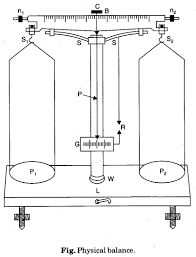 C
n₁ B n₂
S₁ S S S₂
P
R
G
P₁ W P₂
L
Fig. Physical balance.